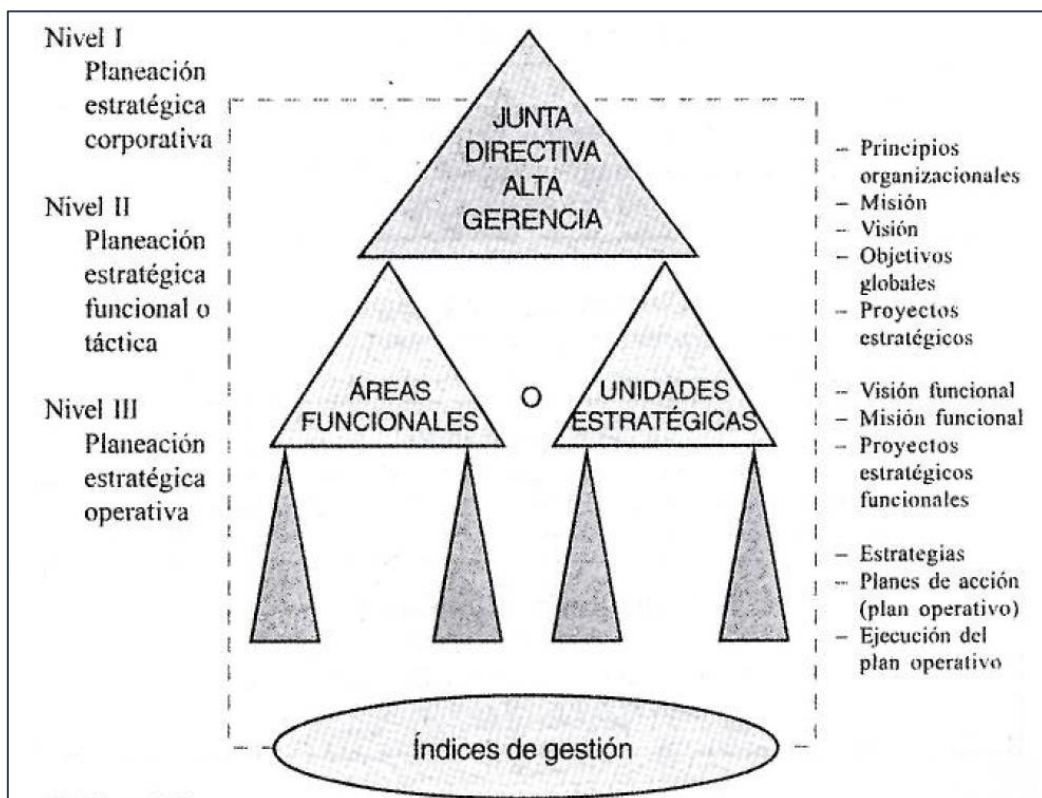 Nivel I
Planeación
estratégica
corporativa
Nivel II
Planeación
estratégica
funcional o
táctica
Nivel III
Planeación
estratégica
operativa
JUNTA
DIRECTIVA
ALTA
GERENCIA
ÁREAS
FUNCIONALES
O
UNIDADES
ESTRATÉGICAS
Índices de gestión
– Principios
organizacionales
– Misión
– Visión
– Objetivos
globales
– Proyectos
estratégicos
– Visión funcional
– Misión funcional
– Proyectos
estratégicos
funcionales
– Estrategias
– Planes de acción
(plan operativo)
– Ejecución del
plan operativo